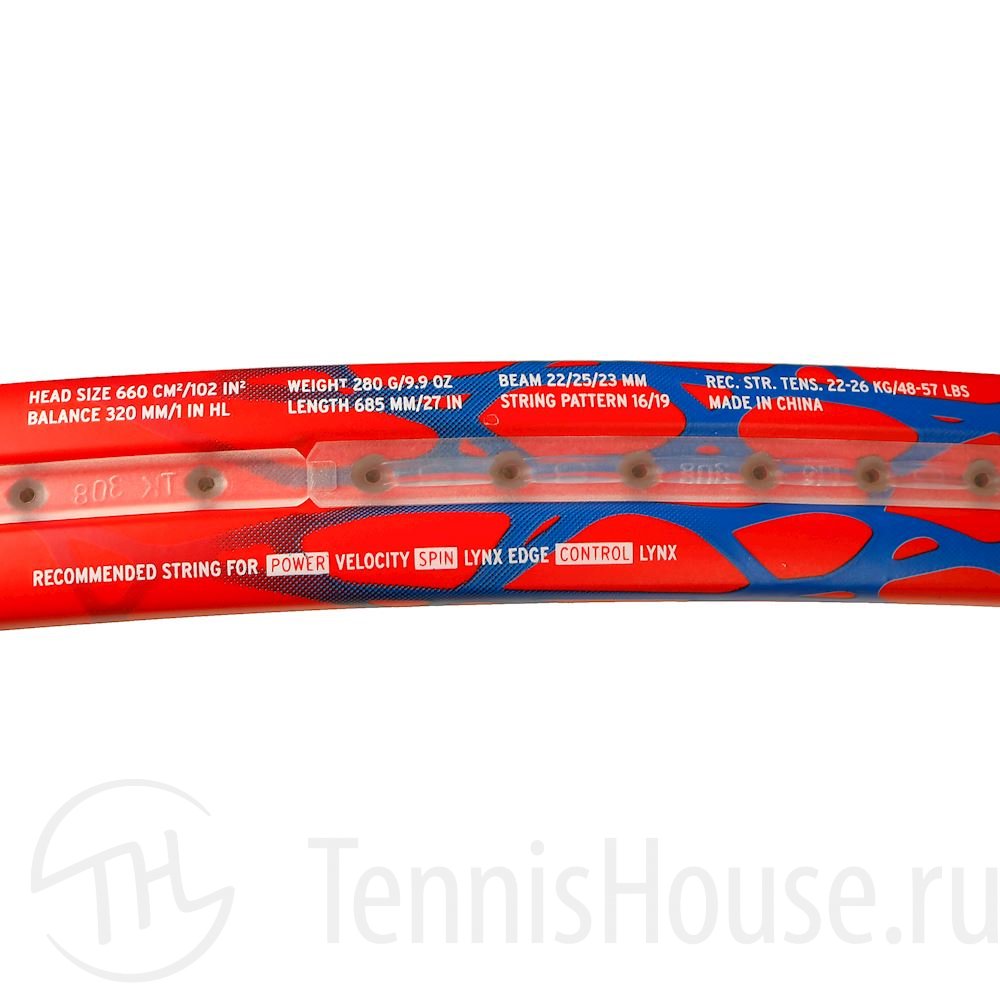 HEAD SIZE 660 CM²/102 IN² WEIGHT 280 G/9.9 OZ BEAM 22/25/23 MM REC. STR. TENS. 22-26 KG/48-57 LBS
BALANCE 320 MM/1 IN HL LENGTH 685 MM/27 IN STRING PATTERN 16/19 MADE IN CHINA
TK 308 TK 308
RECOMMENDED STRING FOR POWER VELOCITY SPIN LYNX EDGE CONTROL LYNX
TH TennisHouse.ru